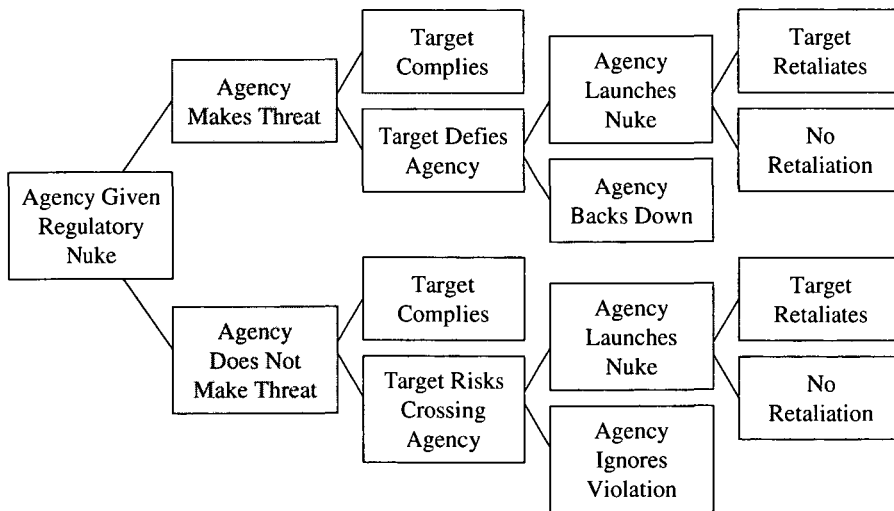 Agency Given
Regulatory
Nuke
Agency
Makes Threat
Target
Complies
Target Defies
Agency
Agency
Launches
Nuke
Agency
Backs Down
Target
Retaliates
No
Retaliation
Agency
Does Not
Make Threat
Target
Complies
Target Risks
Crossing
Agency
Agency
Launches
Nuke
Agency
Ignores
Violation
Target
Retaliates
No
Retaliation